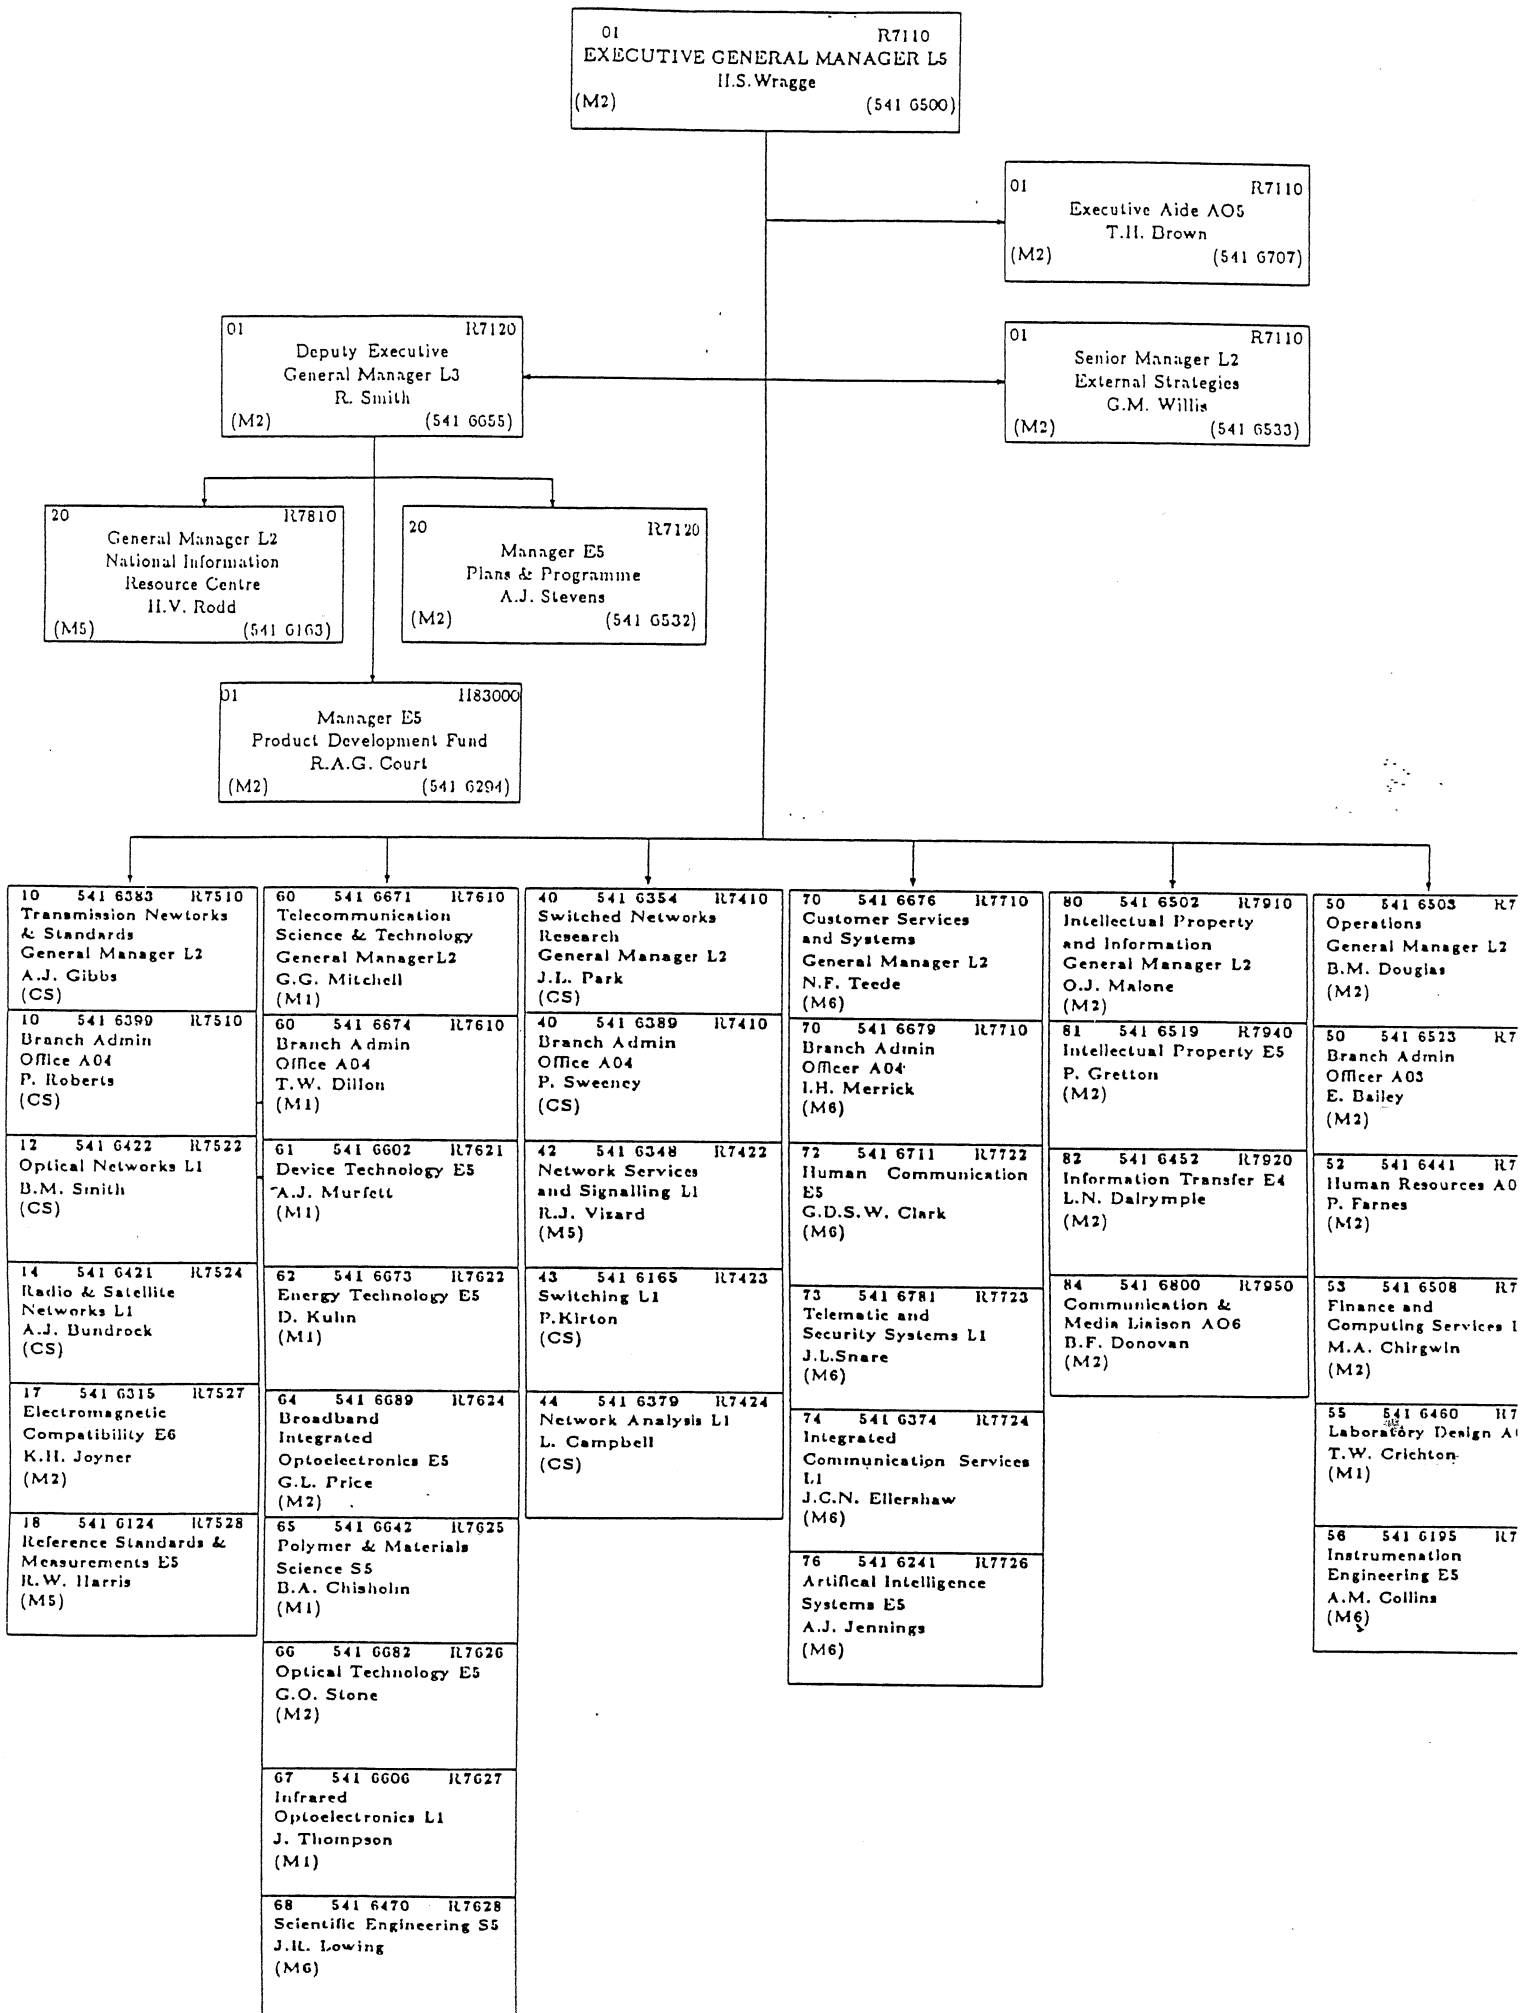 01 R7110
EXECUTIVE GENERAL MANAGER L5
H.S.Wragge
(M2) (541 6500)
01 R7110
Executive Aide AO5
T.H. Brown
(M2) (541 6707)
01 R7120
Deputy Executive
General Manager L3
R. Smith
(M2) (541 6655)
01 R7110
Senior Manager L2
External Strategies
G.M. Willis
(M2) (541 6533)
20 R7810
General Manager L2
National Information
Resource Centre
H.V. Rodd
(M5) (541 6163)
20 R7120
Manager E5
Plans & Programme
A.J. Stevens
(M2) (541 6532)
01 H83000
Manager E5
Product Development Fund
R.A.G. Court
(M2) (541 6294)
10 541 6383 R7510
Transmission Newtorks
& Standards
General Manager L2
A.J. Gibbs
(CS)
10 541 6399 R7510
Branch Admin
Office A04
P. Roberts
(CS)
12 541 6422 R7522
Optical Networks L1
B.M. Smith
(CS)
14 541 6421 R7524
Radio & Satellite
Networks L1
A.J. Bundrock
(CS)
17 541 6315 R7527
Electromagnetic
Compatibility E6
K.H. Joyner
(M2)
18 541 6124 R7528
Reference Standards &
Measurements E5
R.W. Harris
(M5)
60 541 6671 R7610
Telecommunication
Science & Technology
General ManagerL2
G.G. Mitchell
(M1)
60 541 6674 R7610
Branch Admin
Office A04
T.W. Dillon
(M1)
61 541 6602 R7621
Device Technology E5
A.J. Murfett
(M1)
62 541 6673 R7622
Energy Technology E5
D. Kuhn
(M1)
64 541 6689 R7624
Broadband
Integrated
Optoelectronics E5
G.L. Price
(M2)
65 541 6642 R7625
Polymer & Materials
Science S5
B.A. Chisholm
(M1)
66 541 6682 R7626
Optical Technology E5
G.O. Stone
(M2)
67 541 6606 R7627
Infrared
Optoelectronics L1
J. Thompson
(M1)
68 541 6470 R7628
Scientific Engineering S5
J.R. Lowing
(M6)
40 541 6354 R7410
Switched Networks
Research
General Manager L2
J.L. Park
(CS)
40 541 6389 R7410
Branch Admin
Office A04
P. Sweeney
(CS)
42 541 6348 R7422
Network Services
and Signalling L1
R.J. Vizard
(M5)
43 541 6165 R7423
Switching L1
P.Kirton
(CS)
44 541 6379 R7424
Network Analysis L1
L. Campbell
(CS)
70 541 6676 R7710
Customer Services
and Systems
General Manager L2
N.F. Teede
(M6)
70 541 6679 R7710
Branch Admin
Officer A04
I.H. Merrick
(M6)
72 541 6711 R7722
Human Communication
E5
G.D.S.W. Clark
(M6)
73 541 6781 R7723
Telematic and
Security Systems L1
J.L.Snare
(M6)
74 541 6374 R7724
Integrated
Communication Services
L1
J.C.N. Ellershaw
(M6)
76 541 6241 R7726
Artifical Intelligence
Systems E5
A.J. Jennings
(M6)
80 541 6502 R7910
Intellectual Property
and Information
General Manager L2
O.J. Malone
(M2)
81 541 6519 R7940
Intellectual Property E5
P. Gretton
(M2)
82 541 6452 R7920
Information Transfer E4
L.N. Dalrymple
(M2)
84 541 6800 R7950
Communication &
Media Liaison AO6
B.F. Donovan
(M2)
50 541 6503 R7
Operations
General Manager L2
B.M. Douglas
(M2)
50 541 6523 R7
Branch Admin
Officer A03
E. Bailey
(M2)
52 541 6441 R7
Human Resources A0
P. Farnes
(M2)
53 541 6508 R7
Finance and
Computing Services
M.A. Chirgwin
(M2)
55 541 6460 R7
Laboratory Design
T.W. Crichton
(M1)
56 541 6195 R7
Instrumenation
Engineering E5
A.M. Collins
(M6)